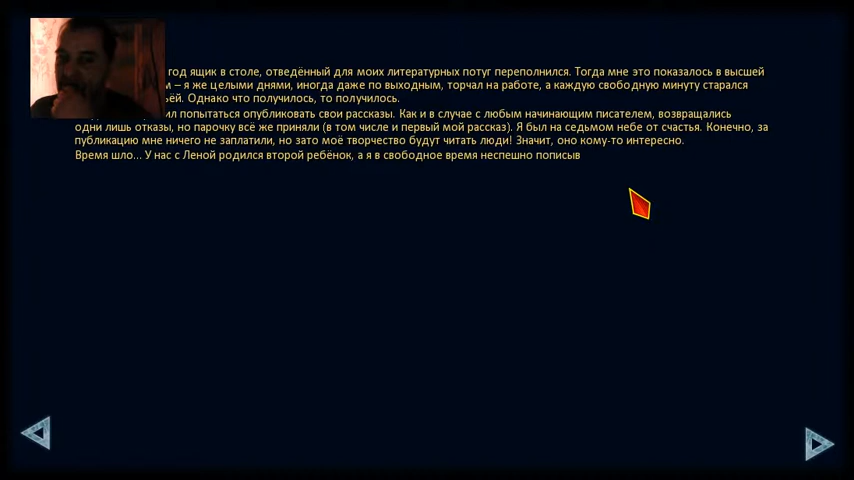 год ящик в столе, отведённый для моих литературных потуг переполнился. Тогда мне это показалось в высшей
м – я же целыми днями, иногда даже по выходным, торчал на работе, а каждую свободную минуту старался
ьёй. Однако что получилось, то получилось.
ил попытаться опубликовать свои рассказы. Как и в случае с любым начинающим писателем, возвращались
одни лишь отказы, но парочку всё же приняли (в том числе и первый мой рассказ). Я был на седьмом небе от счастья. Конечно, за
публикацию мне ничего не заплатили, но зато моё творчество будут читать люди! Значит, оно кому-то интересно.
Время шло... У нас с Леной родился второй ребёнок, а я в свободное время неспешно пописыв